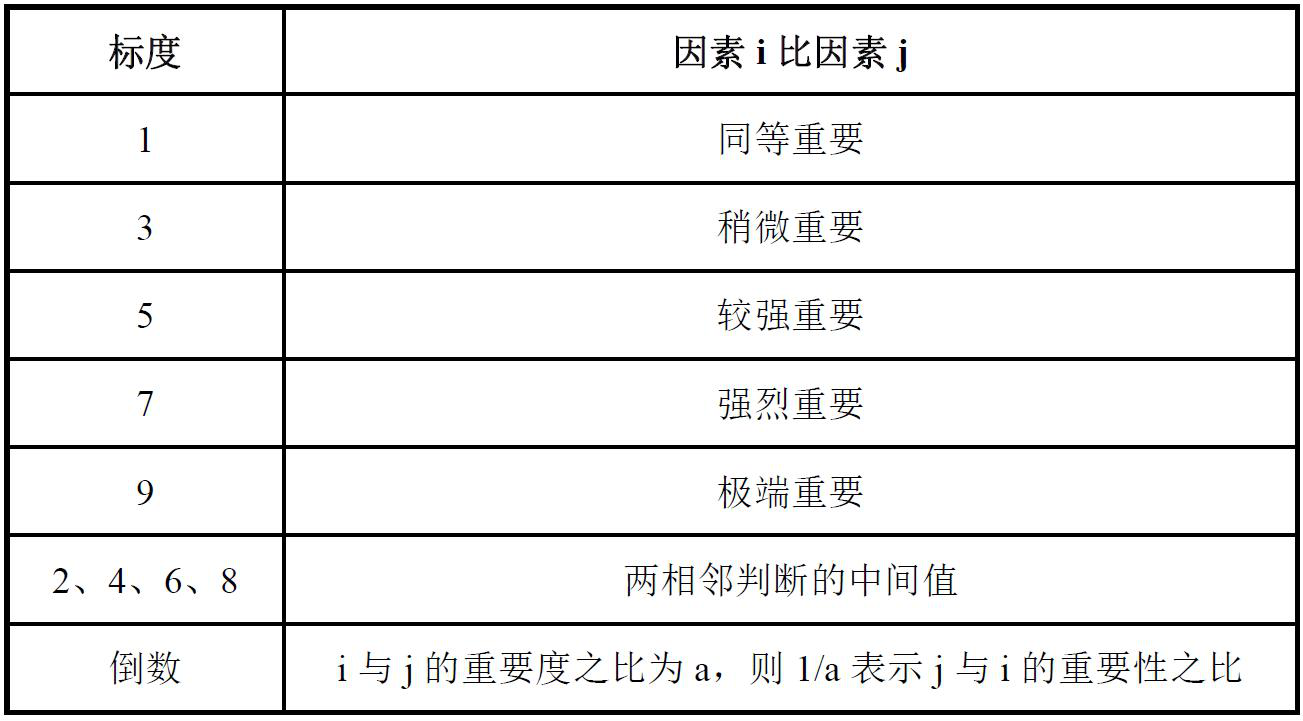 标度 因素 i 比因素 j
1 同等重要
3 稍微重要
5 较强重要
7 强烈重要
9 极端重要
2、4、6、8 两相邻判断的中间值
倒数 i 与 j 的重要度之比为 a，则 1/a 表示 j 与 i 的重要性之比